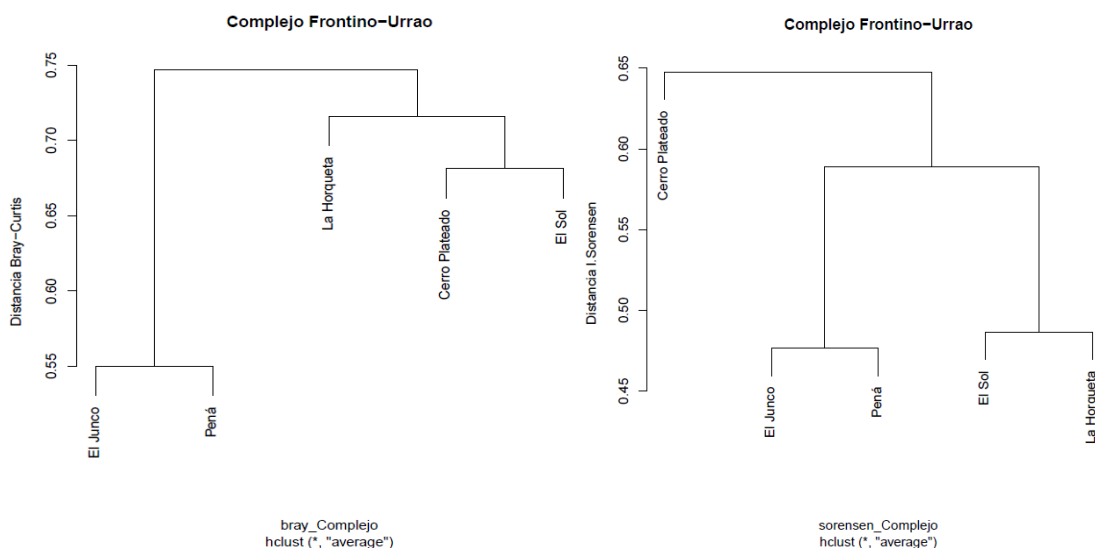 Complejo Frontino−Urrao
Distancia Bray−Curtis
0.75
0.70
0.65
0.60
0.55
La Horqueta
Cerro Plateado
El Sol
El Junco
Pená
bray_Complejo
hclust (*, "average")
Complejo Frontino−Urrao
Distancia I.Sorensen
0.65
0.60
0.55
0.50
0.45
Cerro Plateado
El Junco
Pená
El Sol
La Horqueta
sorensen_Complejo
hclust (*, "average")